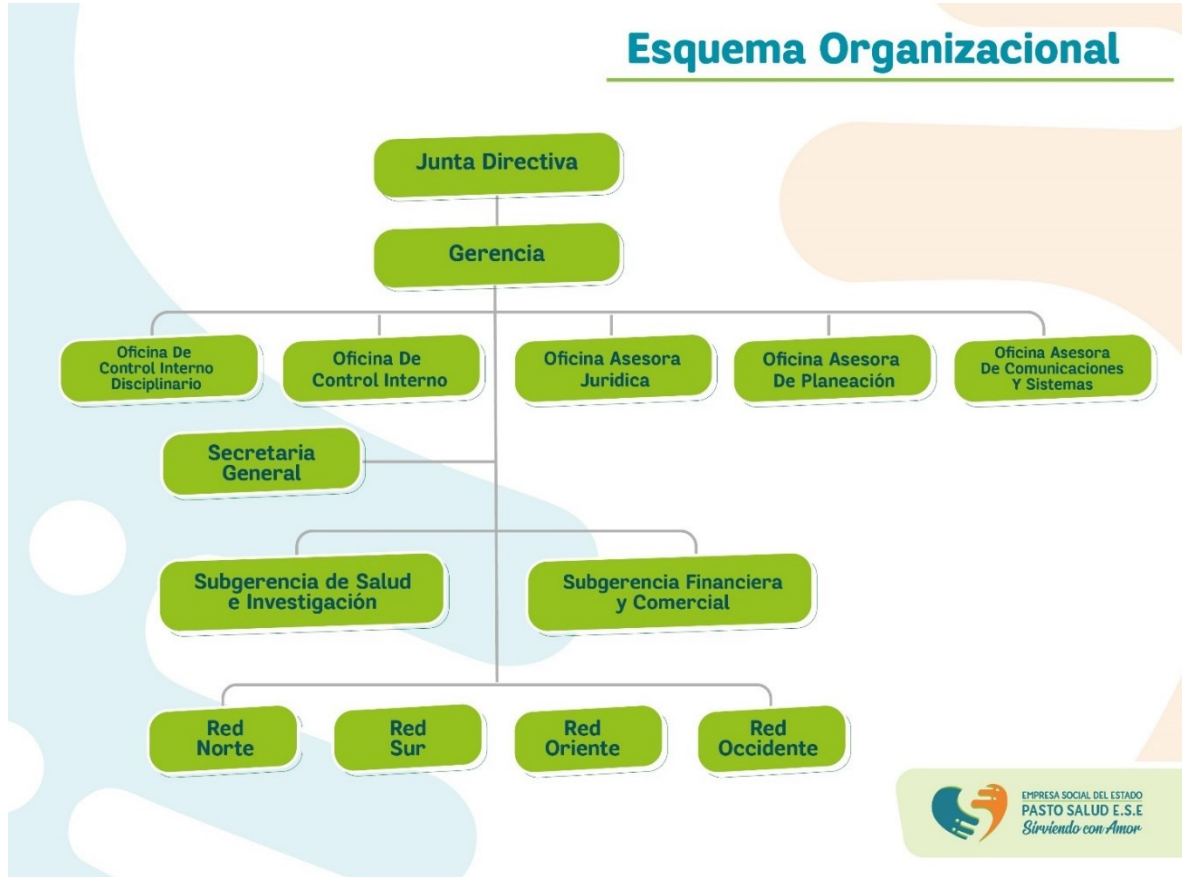 Esquema Organizacional
Junta Directiva
Gerencia
Oficina De
Control Interno
Disciplinario
Oficina De
Control Interno
Oficina Asesora
Juridica
Oficina Asesora
De Planeación
Oficina Asesora
De Comunicaciones
Y Sistemas
Secretaria
General
Subgerencia de Salud
e Investigación
Subgerencia Financiera
y Comercial
Red
Norte
Red
Sur
Red
Oriente
Red
Occidente
EMPRESA SOCIAL DEL ESTADO
PASTO SALUD E.S.E
Sirviendo con Amor